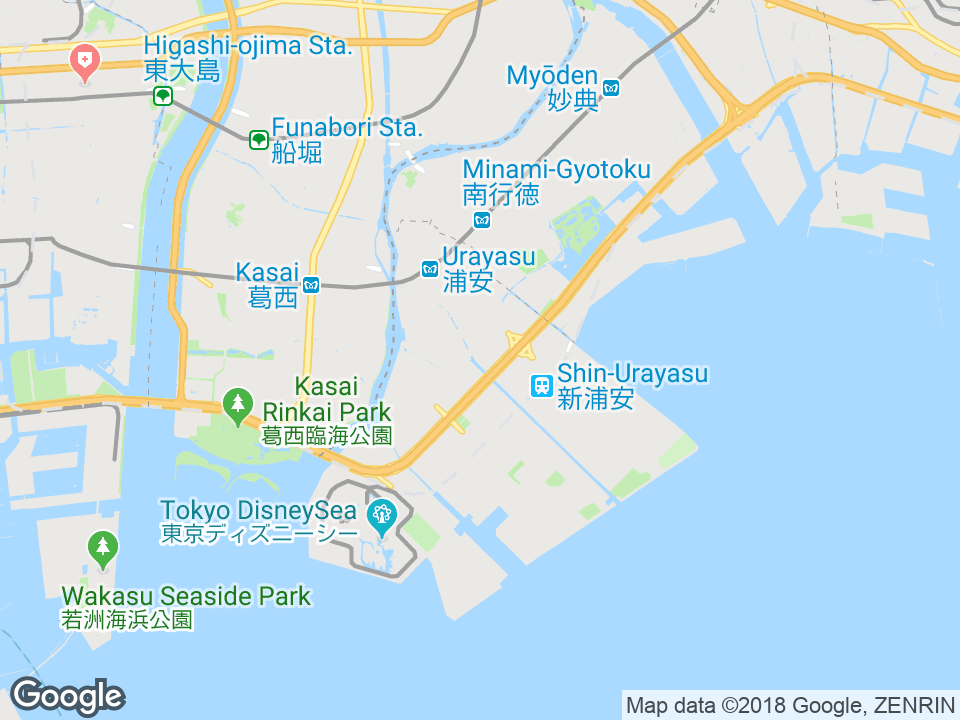 Higashi-ojima Sta.
東大島
Myōden
妙典
Funabori Sta.
船堀
Minami-Gyotoku
南行徳
Urayasu
浦安
Kasai
葛西
Shin-Urayasu
新浦安
Kasai
Rinkai Park
葛西臨海公園
Tokyo DisneySea
東京ディズニーシー
Wakasu Seaside Park
若洲海浜公園
Google
Map data ©2018 Google, ZENRIN